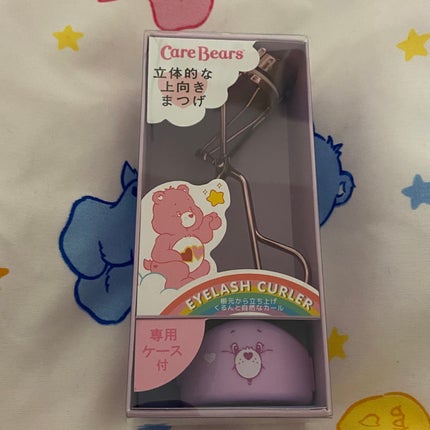 Care Bears
立体的な
上向き
まつげ
EYELASH CURLER
根元から立ち上げ
くるんと自然なカール
専用
ケース
付